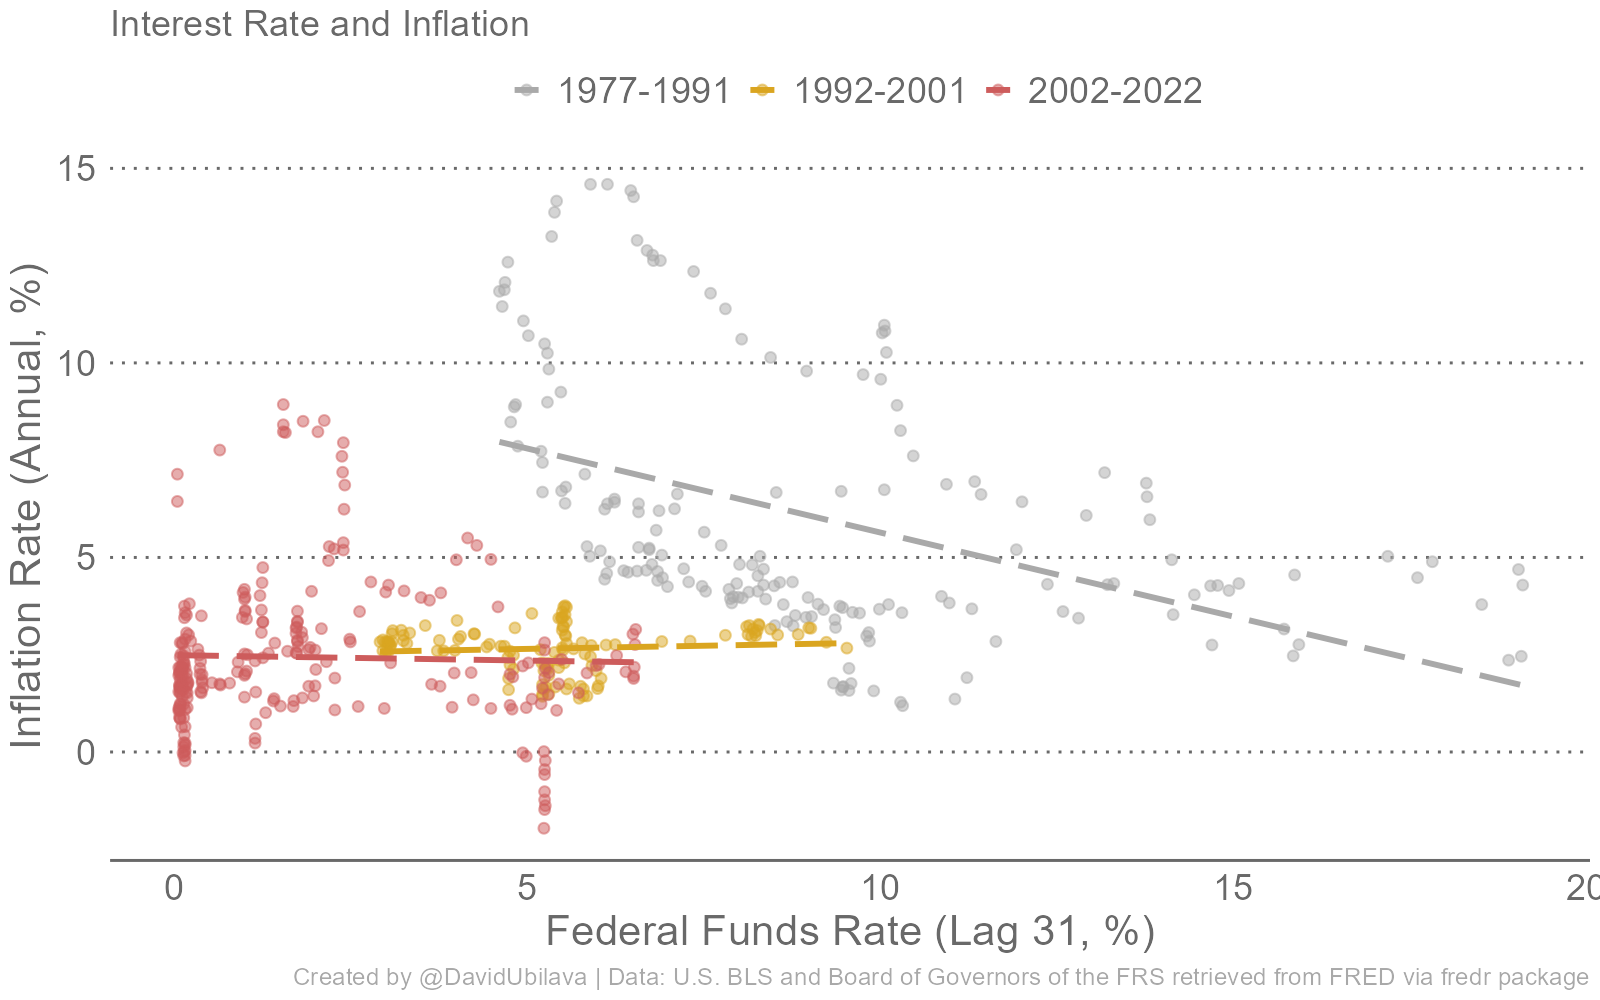 Interest Rate and Inflation
1977-1991 1992-2001 2002-2022
15
10
5
0
Inflation Rate (Annual, %)
0 5 10 15 20
Federal Funds Rate (Lag 31, %)
Created by @DavidUbilava | Data: U.S. BLS and Board of Governors of the FRS retrieved from FRED via fredr package